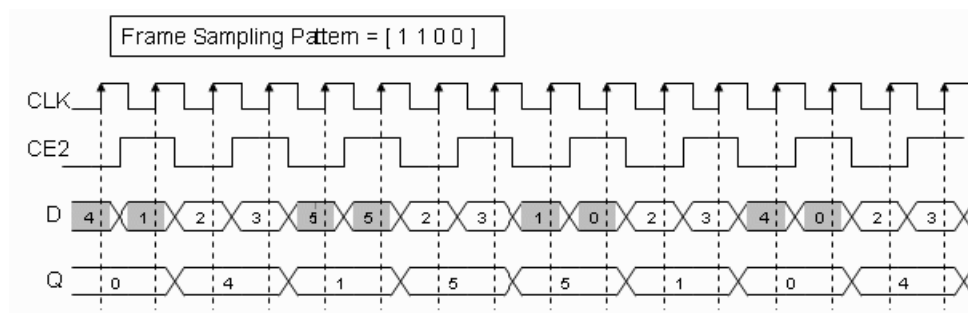 Frame Sampling Pattern = [ 1 1 0 0 ]
CLK
CE2
D 4 1 2 3 5 5 2 3 1 0 2 3 4 0 2 3
Q 0 4 1 5 5 1 0 4